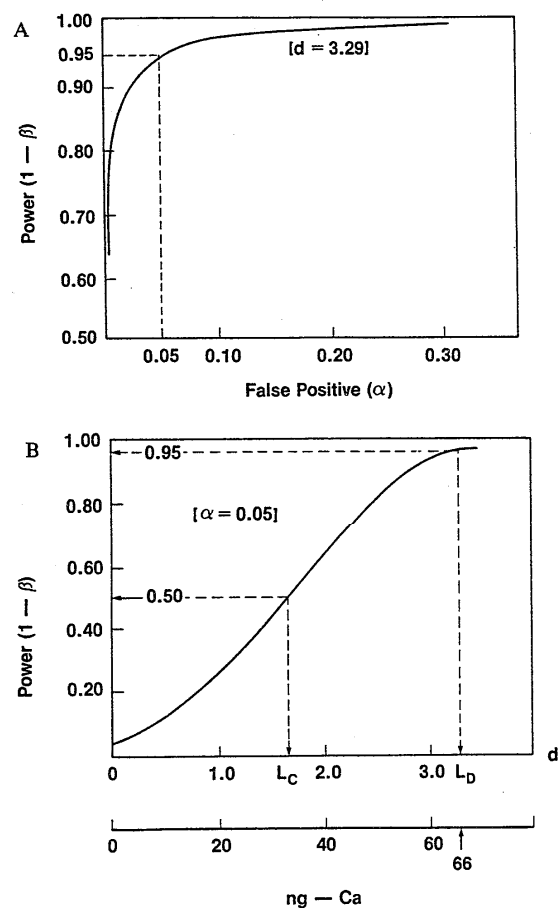 A
1.00
0.95
0.90
0.80
0.70
0.60
0.50
Power (1 — β)
[d = 3.29]
0.05 0.10 0.20 0.30
False Positive (α)
B
1.00
0.80
0.60
0.40
0.20
Power (1 — β)
0.95
[α = 0.05]
0.50
0 1.0 LC 2.0 3.0 LD d
0 20 40 60
66
ng — Ca